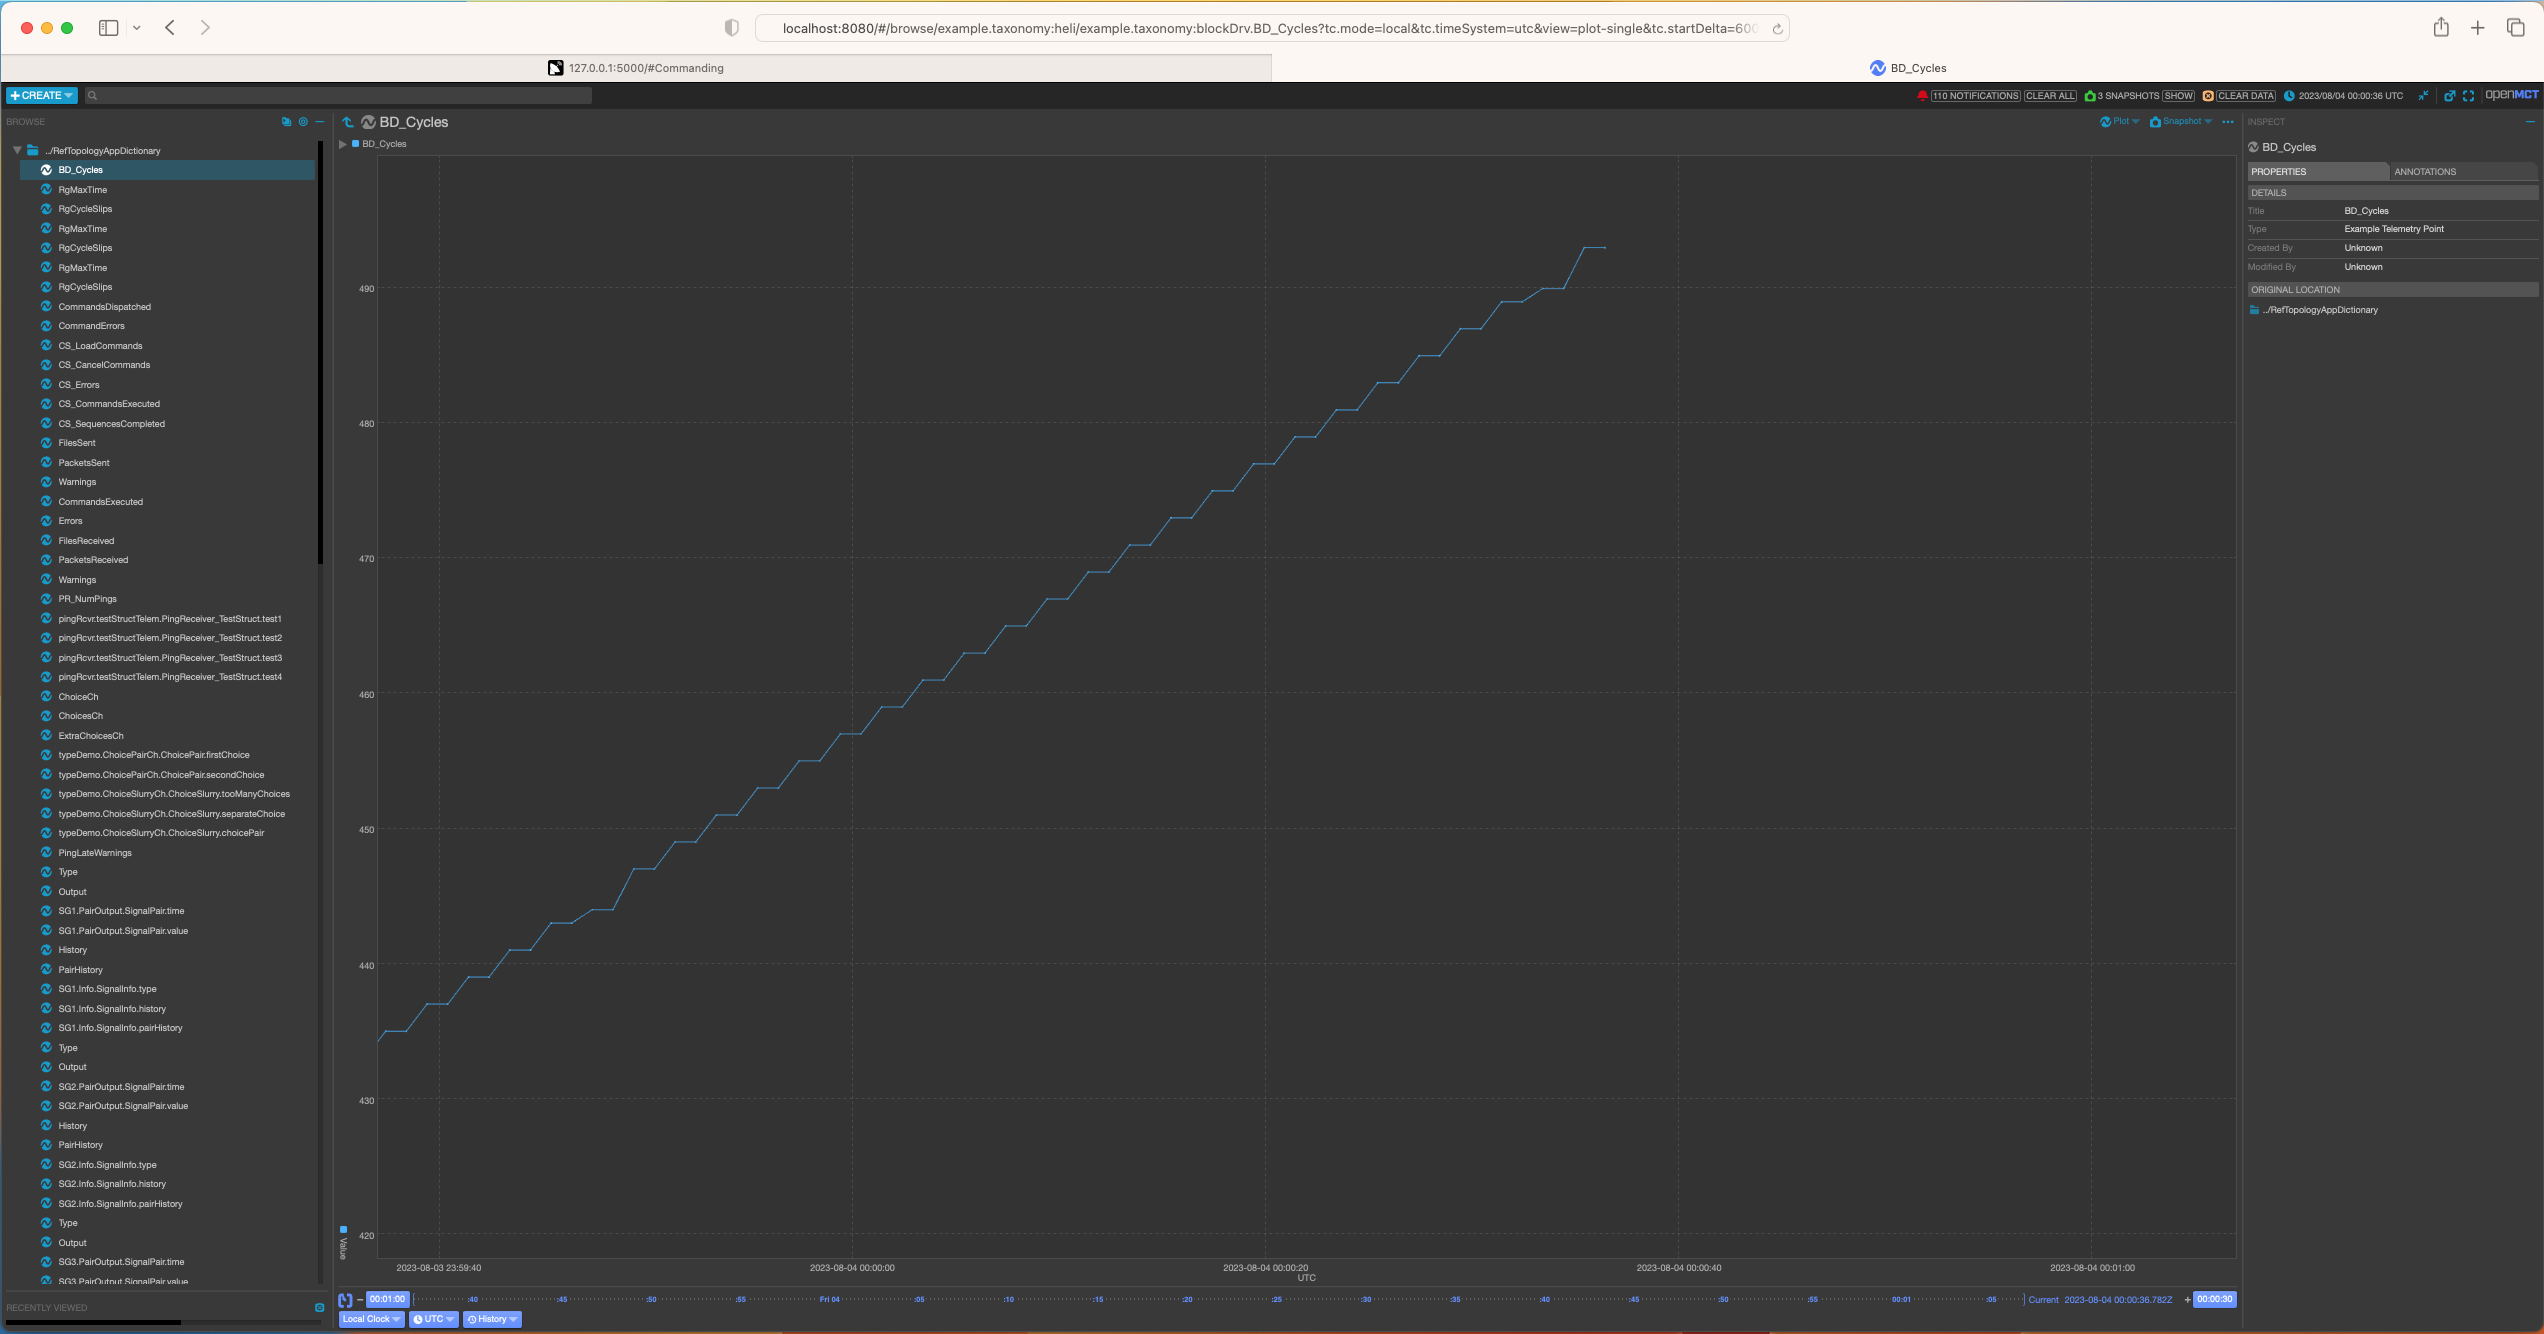 localhost:8080/#/browse/example.taxonomy:heli/example.taxonomy:blockDrv.BD_Cycles?tc.mode=local&tc.timeSystem=utc&view=plot-single&tc.startDelta=600
127.0.0.1:5000/#Commanding
BD_Cycles
CREATE
110 NOTIFICATIONS CLEAR ALL 3 SNAPSHOTS SHOW CLEAR DATA 2023/08/04 00:00:36 UTC openMCT
BROWSE
../RefTopologyAppDictionary
BD_Cycles
RgMaxTime
RgCycleSlips
RgMaxTime
RgCycleSlips
RgMaxTime
RgCycleSlips
CommandsDispatched
CommandErrors
CS_LoadCommands
CS_CancelCommands
CS_Errors
CS_CommandsExecuted
CS_SequencesCompleted
FilesSent
PacketsSent
Warnings
CommandsExecuted
Errors
FilesReceived
PacketsReceived
Warnings
PR_NumPings
pingRcvr.testStructTelem.PingReceiver_TestStruct.test1
pingRcvr.testStructTelem.PingReceiver_TestStruct.test2
pingRcvr.testStructTelem.PingReceiver_TestStruct.test3
pingRcvr.testStructTelem.PingReceiver_TestStruct.test4
ChoiceCh
ChoicesCh
ExtraChoicesCh
typeDemo.ChoicePairCh.ChoicePair.firstChoice
typeDemo.ChoicePairCh.ChoicePair.secondChoice
typeDemo.ChoiceSlurryCh.ChoiceSlurry.tooManyChoices
typeDemo.ChoiceSlurryCh.ChoiceSlurry.separateChoice
typeDemo.ChoiceSlurryCh.ChoiceSlurry.choicePair
PingLateWarnings
Type
Output
SG1.PairOutput.SignalPair.time
SG1.PairOutput.SignalPair.value
History
PairHistory
SG1.Info.SignalInfo.type
SG1.Info.SignalInfo.history
SG1.Info.SignalInfo.pairHistory
Type
Output
SG2.PairOutput.SignalPair.time
SG2.PairOutput.SignalPair.value
History
PairHistory
SG2.Info.SignalInfo.type
SG2.Info.SignalInfo.history
SG2.Info.SignalInfo.pairHistory
Type
Output
SG3.PairOutput.SignalPair.time
SG3.PairOutput.SignalPair.value
RECENTLY VIEWED
BD_Cycles
Plot Snapshot
BD_Cycles
490
480
470
460
450
440
430
420
Value
2023-08-03 23:59:40 2023-08-04 00:00:00 2023-08-04 00:00:20 2023-08-04 00:00:40 2023-08-04 00:01:00
UTC
00:01:00 :40 :45 :50 :55 Fri 04 :05 :10 :15 :20 :25 :30 :35 :40 :45 :50 :55 00:01 :05 Current 2023-08-04 00:00:36.782Z + 00:00:30
Local Clock UTC History
INSPECT
BD_Cycles
PROPERTIES ANNOTATIONS
DETAILS
Title BD_Cycles
Type Example Telemetry Point
Created By Unknown
Modified By Unknown
ORIGINAL LOCATION
../RefTopologyAppDictionary